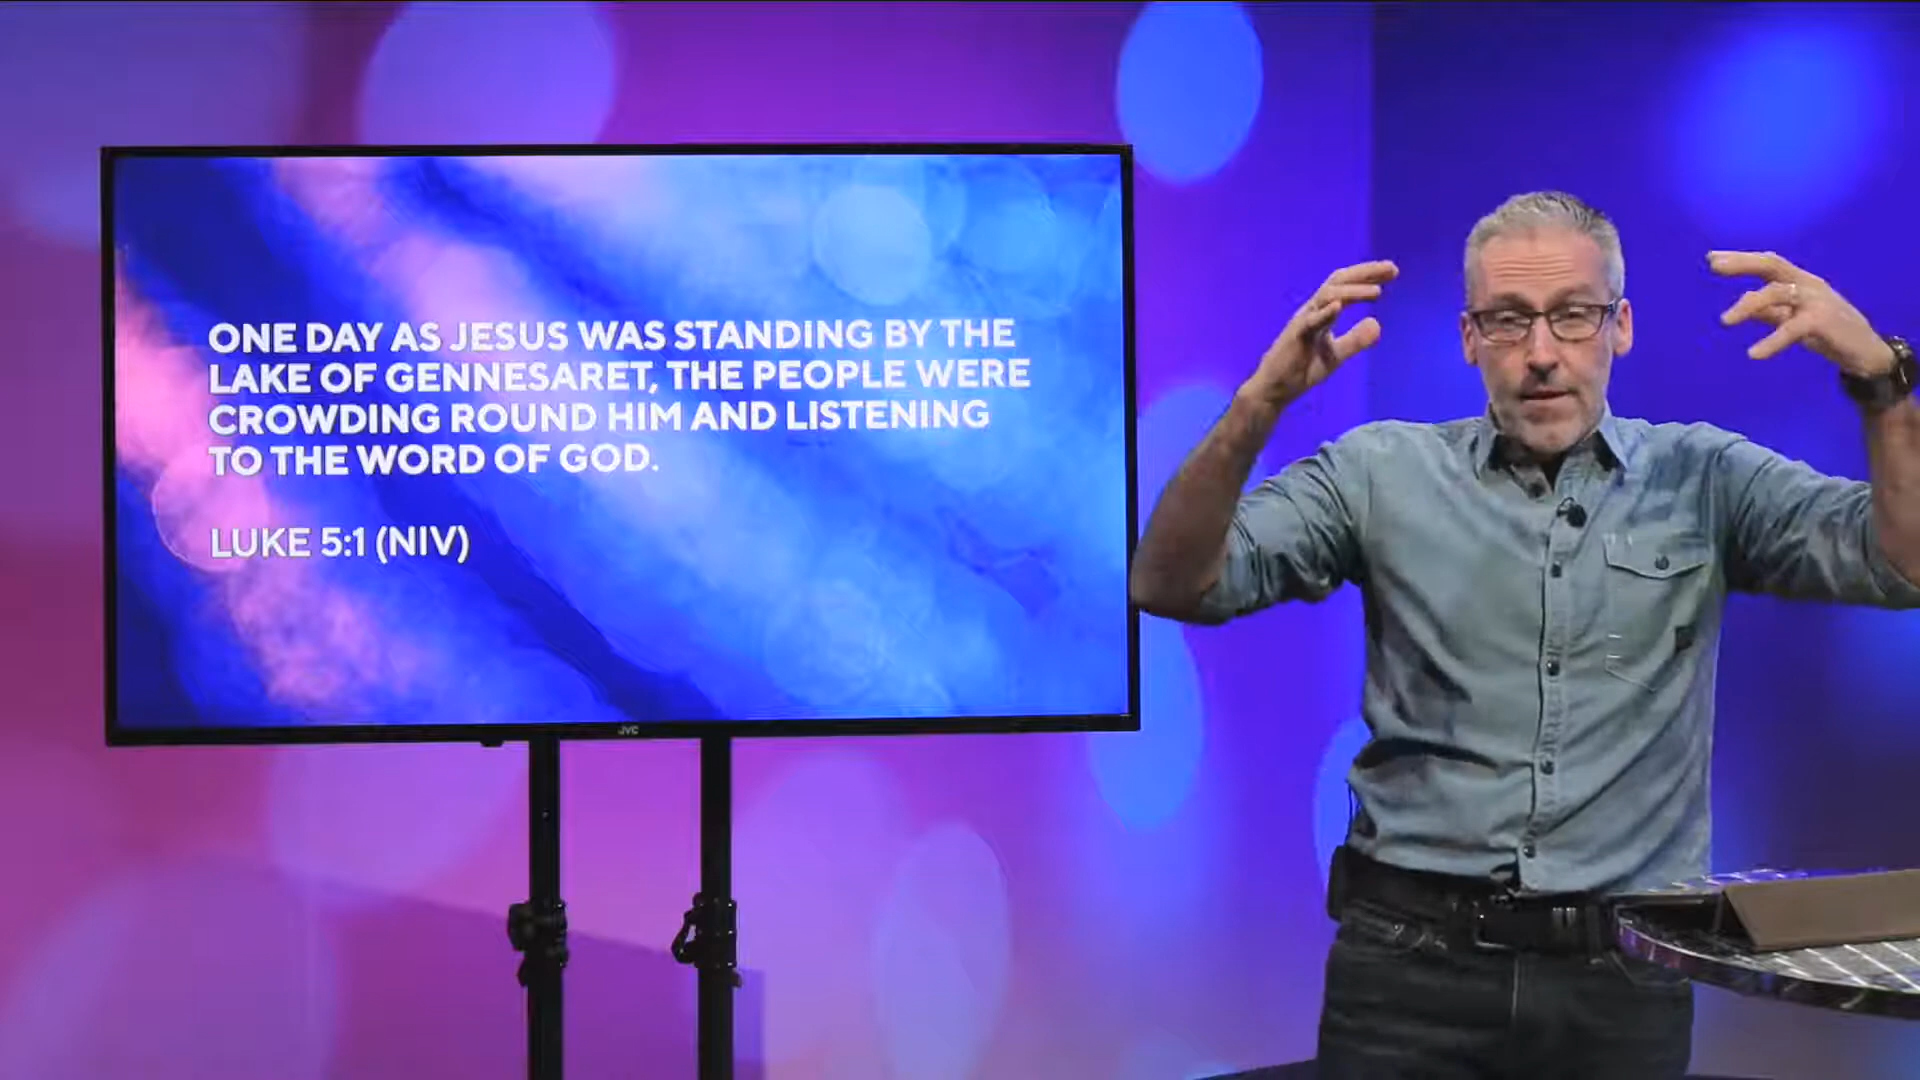 ONE DAY AS JESUS WAS STANDING BY THE
LAKE OF GENNESARET, THE PEOPLE WERE
CROWDING ROUND HIM AND LISTENING
TO THE WORD OF GOD.
LUKE 5:1 (NIV)
JVC